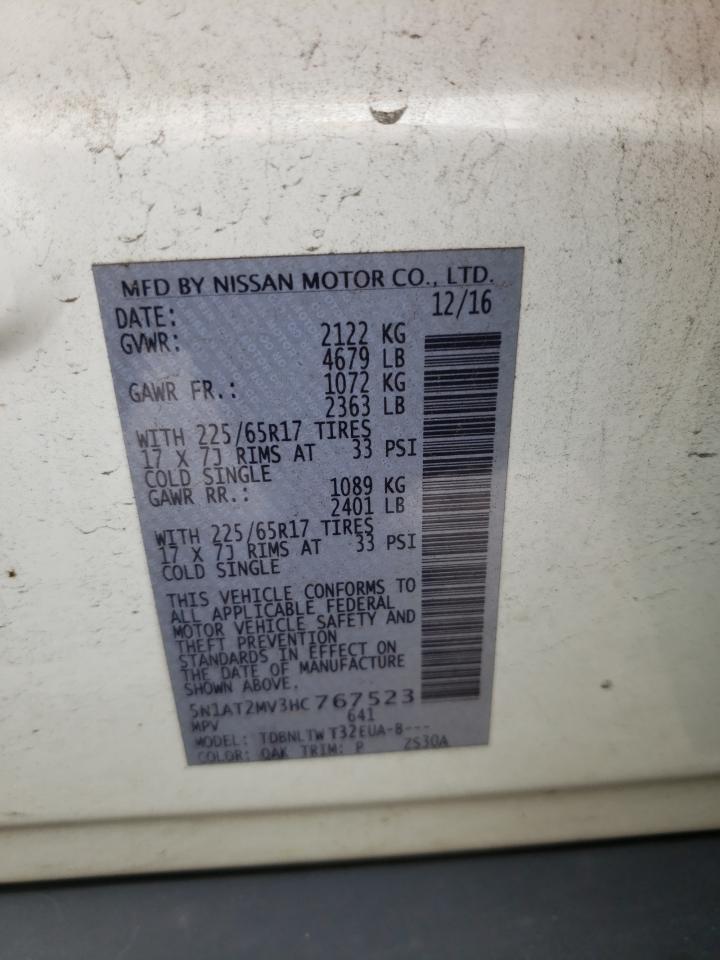 MFD BY NISSAN MOTOR CO., LTD.
DATE: 12/16
GVWR: 2122 KG
4679 LB
GAWR FR.: 1072 KG
2363 LB
WITH 225/65R17 TIRES
17 X 7J RIMS AT 33 PSI
COLD SINGLE
GAWR RR.: 1089 KG
2401 LB
WITH 225/65R17 TIRES
17 X 7J RIMS AT 33 PSI
COLD SINGLE
THIS VEHICLE CONFORMS TO
ALL APPLICABLE FEDERAL
MOTOR VEHICLE SAFETY AND
THEFT PREVENTION
STANDARDS IN EFFECT ON
THE DATE OF MANUFACTURE
SHOWN ABOVE.
5N1AT2MV3HC767523
MPV 641
MODEL: TDBNLTWT32EUA-B---
COLOR: QAK TRIM: P ZS30A